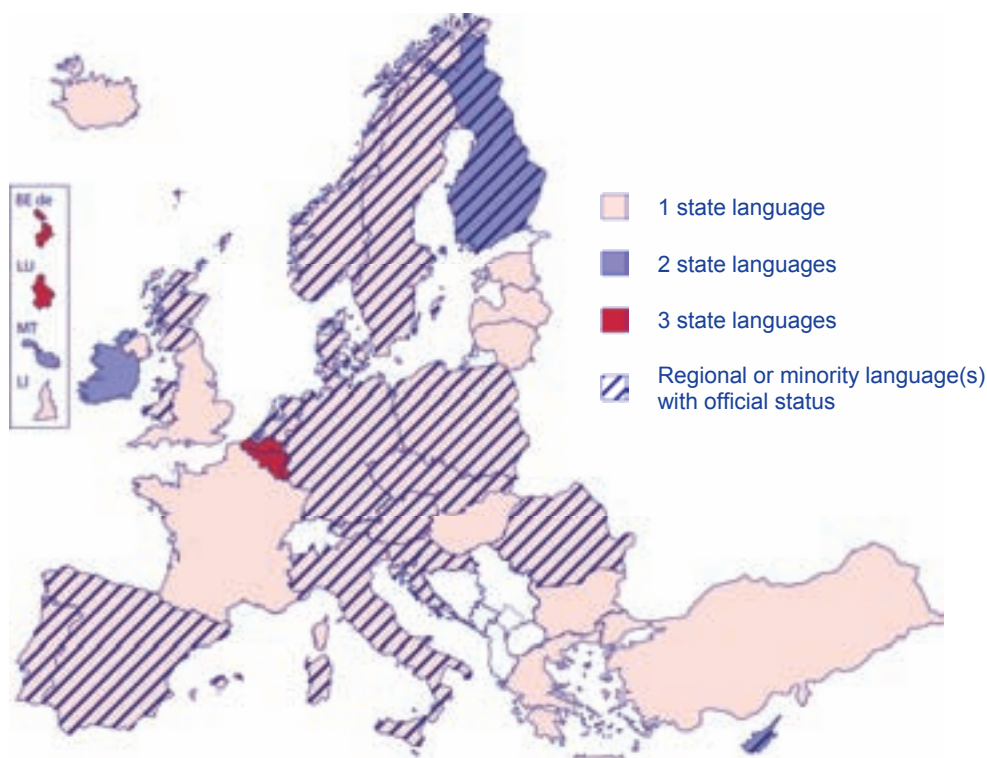 BE de
LU
MT
LI
1 state language
2 state languages
3 state languages
Regional or minority language(s)
with official status